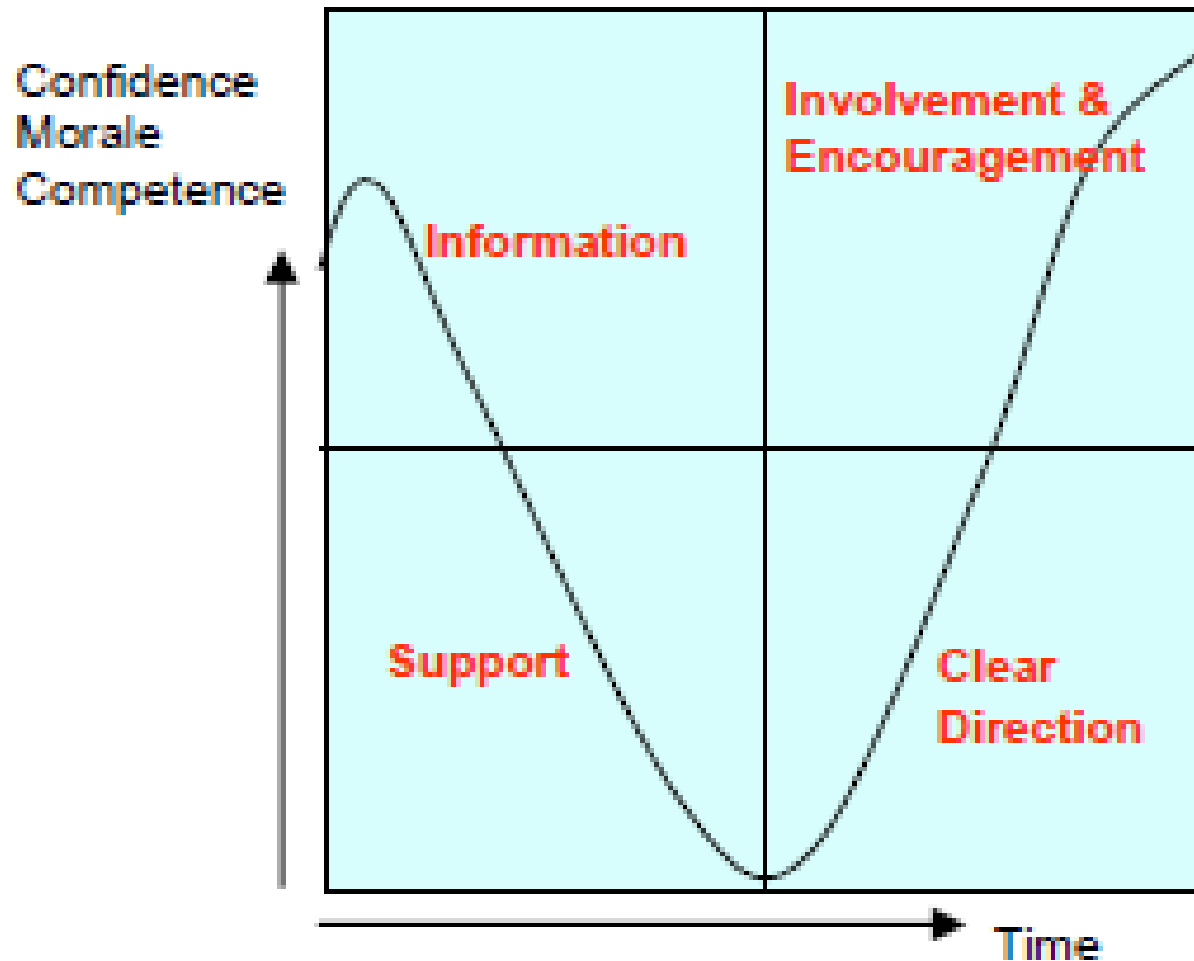 Confidence
Morale
Competence
Involvement &
Encouragement
Information
Support
Clear
Direction
Time